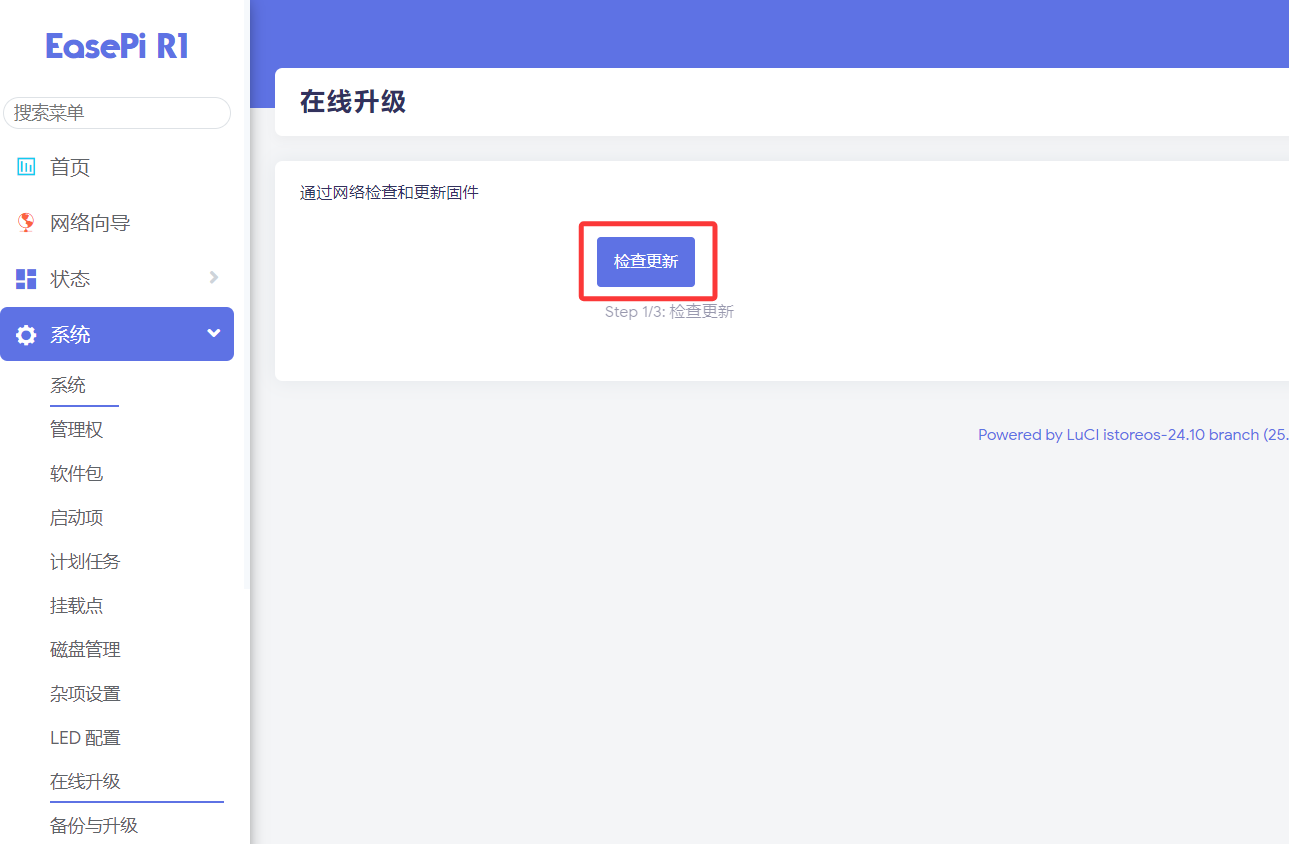 EasePi R1
搜索菜单
首页
网络向导
状态
系统
系统
管理权
软件包
启动项
计划任务
挂载点
磁盘管理
杂项设置
LED 配置
在线升级
备份与升级
在线升级
通过网络检查和更新固件
检查更新
Step 1/3: 检查更新
Powered by LuCI istoreos-24.10 branch (25.